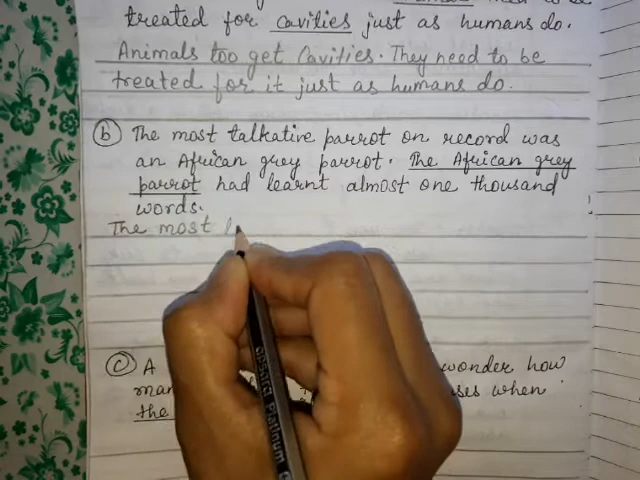 treated for cavities just as humans do.
Animals too get Cavities. They need to be
treated for it just as humans do.
(b) The most talkative parrot on record was
an African grey parrot. The African grey
parrot had learnt almost one thousand
words.
The most
(c) A wonder how
when
the
Platinum